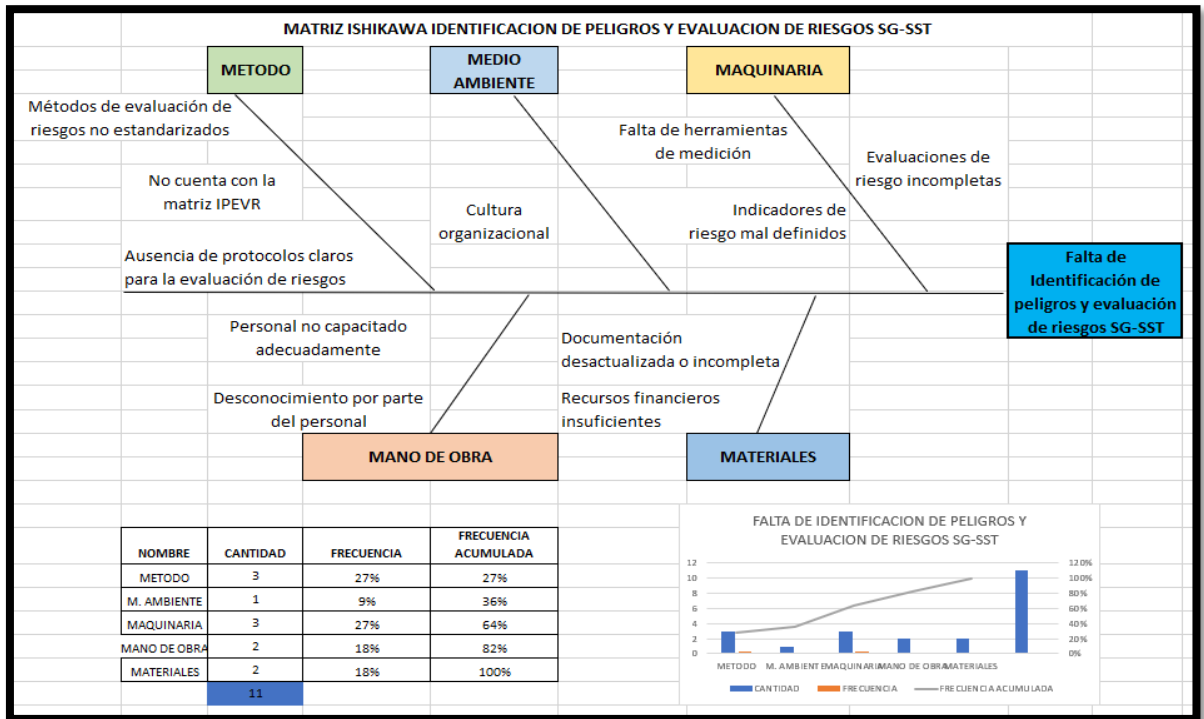 MATRIZ ISHIKAWA IDENTIFICACION DE PELIGROS Y EVALUACION DE RIESGOS SG-SST
METODO
MEDIO
AMBIENTE
MAQUINARIA
Métodos de evaluación de
riesgos no estandarizados
No cuenta con la
matriz IPEVR
Ausencia de protocolos claros
para la evaluación de riesgos
Cultura
organizacional
Falta de herramientas
de medición
Evaluaciones de
riesgo incompletas
Indicadores de
riesgo mal definidos
Falta de
Identificación de
peligros y evaluación
de riesgos SG-SST
Personal no capacitado
adecuadamente
Desconocimiento por parte
del personal
Documentación
desactualizada o incompleta
Recursos financieros
insuficientes
MANO DE OBRA
MATERIALES
NOMBRE CANTIDAD FRECUENCIA FRECUENCIA ACUMULADA
METODO 3 27% 27%
M. AMBIENTE 1 9% 36%
MAQUINARIA 3 27% 64%
MANO DE OBRA 2 18% 82%
MATERIALES 2 18% 100%
11
FALTA DE IDENTIFICACION DE PELIGROS Y
EVALUACION DE RIESGOS SG-SST
12 120%
10 100%
8 80%
6 60%
4 40%
2 20%
0 0%
METODO M. AMBIENTE MAQUINARIA MANO DE OBRA MATERIALES
CANTIDAD FRECUENCIA FRECUENCIA ACUMULADA